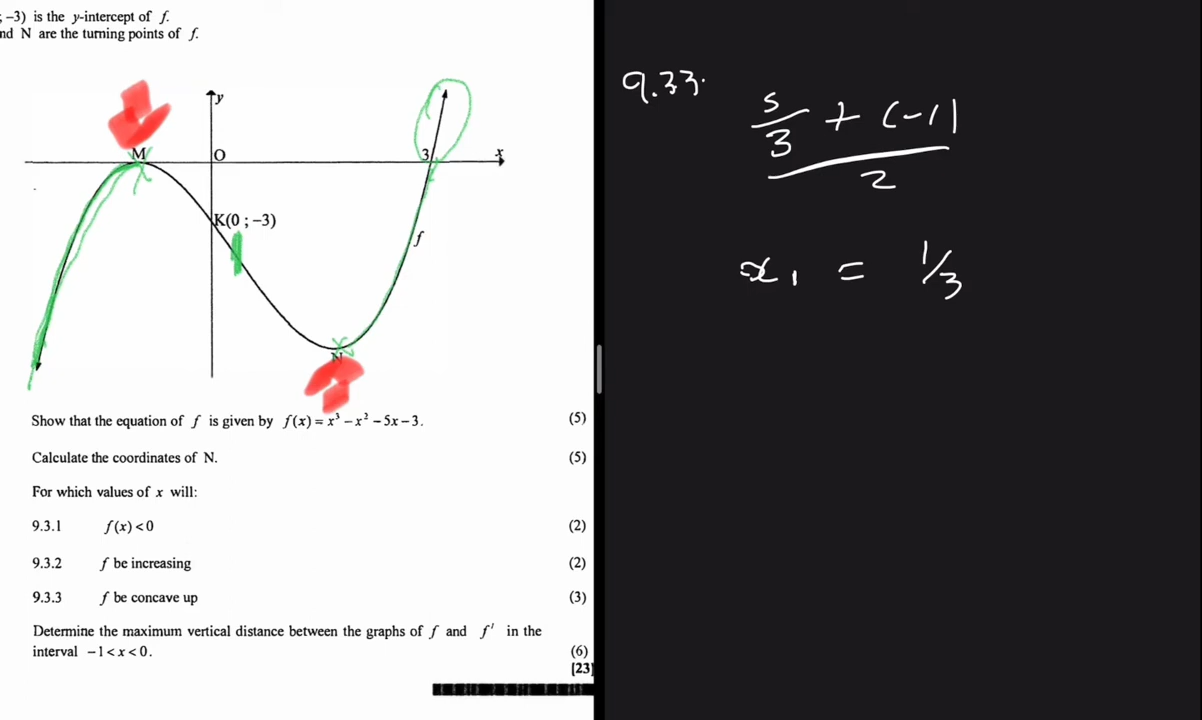 ; –3) is the y-intercept of f.
nd N are the turning points of f.
y
M
O
3
x
K(0 ; –3)
f
N
Show that the equation of f is given by f(x) = x³ – x² – 5x – 3. (5)
Calculate the coordinates of N. (5)
For which values of x will:
9.3.1 f(x) < 0 (2)
9.3.2 f be increasing (2)
9.3.3 f be concave up (3)
Determine the maximum vertical distance between the graphs of f and f′ in the
interval –1 < x < 0. (6)
[23]
9.33.
5/3 + (-1)
2
x₁ = 1/3